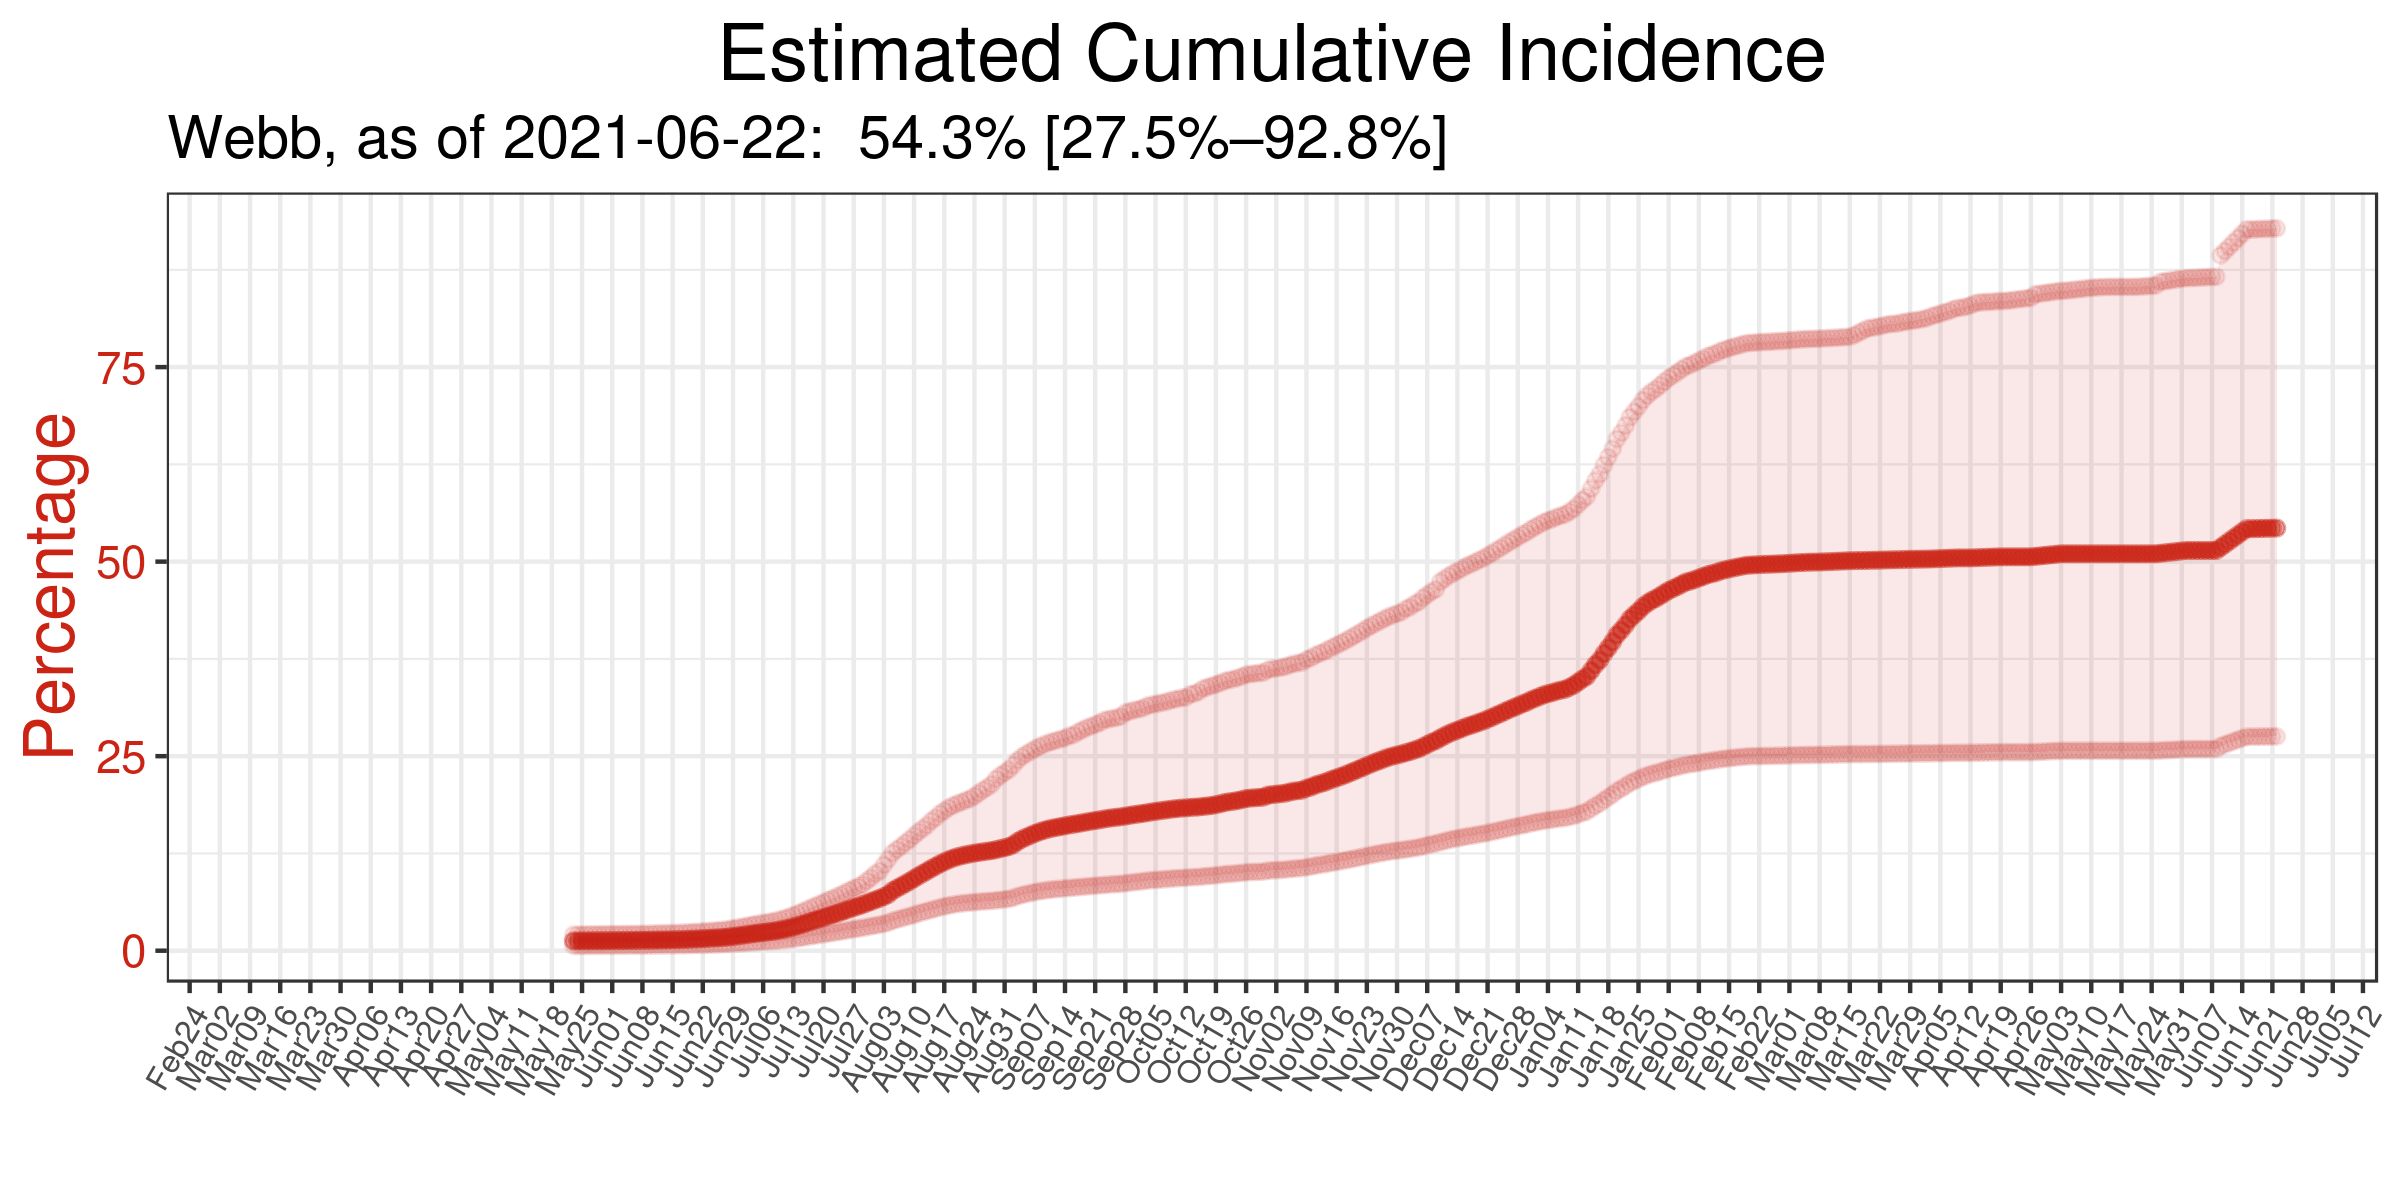 Estimated Cumulative Incidence
Webb, as of 2021-06-22:  54.3% [27.5%–92.8%]
Percentage
75
50
25
0
Feb24
Mar02
Mar09
Mar16
Mar23
Mar30
Apr06
Apr13
Apr20
Apr27
May04
May11
May18
May25
Jun01
Jun08
Jun15
Jun22
Jun29
Jul06
Jul13
Jul20
Jul27
Aug03
Aug10
Aug17
Aug24
Aug31
Sep07
Sep14
Sep21
Sep28
Oct05
Oct12
Oct19
Oct26
Nov02
Nov09
Nov16
Nov23
Nov30
Dec07
Dec14
Dec21
Dec28
Dec04
Jan11
Jan18
Jan25
Feb01
Feb08
Feb15
Feb22
Mar01
Mar08
Mar15
Mar22
Mar29
Apr05
Apr12
Apr19
Apr26
May03
May10
May17
May24
May31
May07
Jun14
Jun21
Jun28
Jul05
Jul12